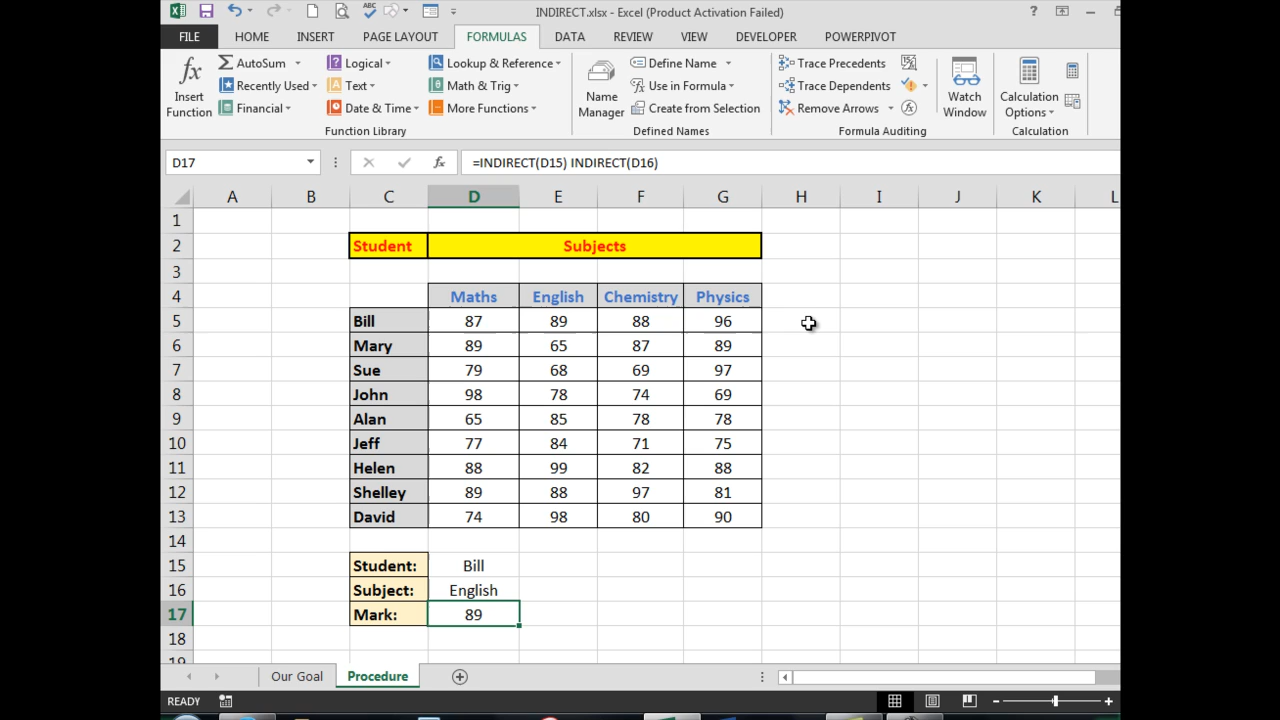 INDIRECT.xlsx - Excel (Product Activation Failed)
FILE HOME INSERT PAGE LAYOUT FORMULAS DATA REVIEW VIEW DEVELOPER POWERPIVOT
fx Insert Function
AutoSum
Recently Used
Financial
Logical
Text
Date & Time
Lookup & Reference
Math & Trig
More Functions
Function Library
Name Manager
Define Name
Use in Formula
Create from Selection
Defined Names
Trace Precedents
Trace Dependents
Remove Arrows
Formula Auditing
Watch Window
Calculation Options
Calculation
D17 fx =INDIRECT(D15) INDIRECT(D16)
A B C D E F G H I J K L
1
2 Student Subjects
3
4 Maths English Chemistry Physics
5 Bill 87 89 88 96
6 Mary 89 65 87 89
7 Sue 79 68 69 97
8 John 98 78 74 69
9 Alan 65 85 78 78
10 Jeff 77 84 71 75
11 Helen 88 99 82 88
12 Shelley 89 88 97 81
13 David 74 98 80 90
14
15 Student: Bill
16 Subject: English
17 Mark: 89
18
19
Our Goal Procedure
READY